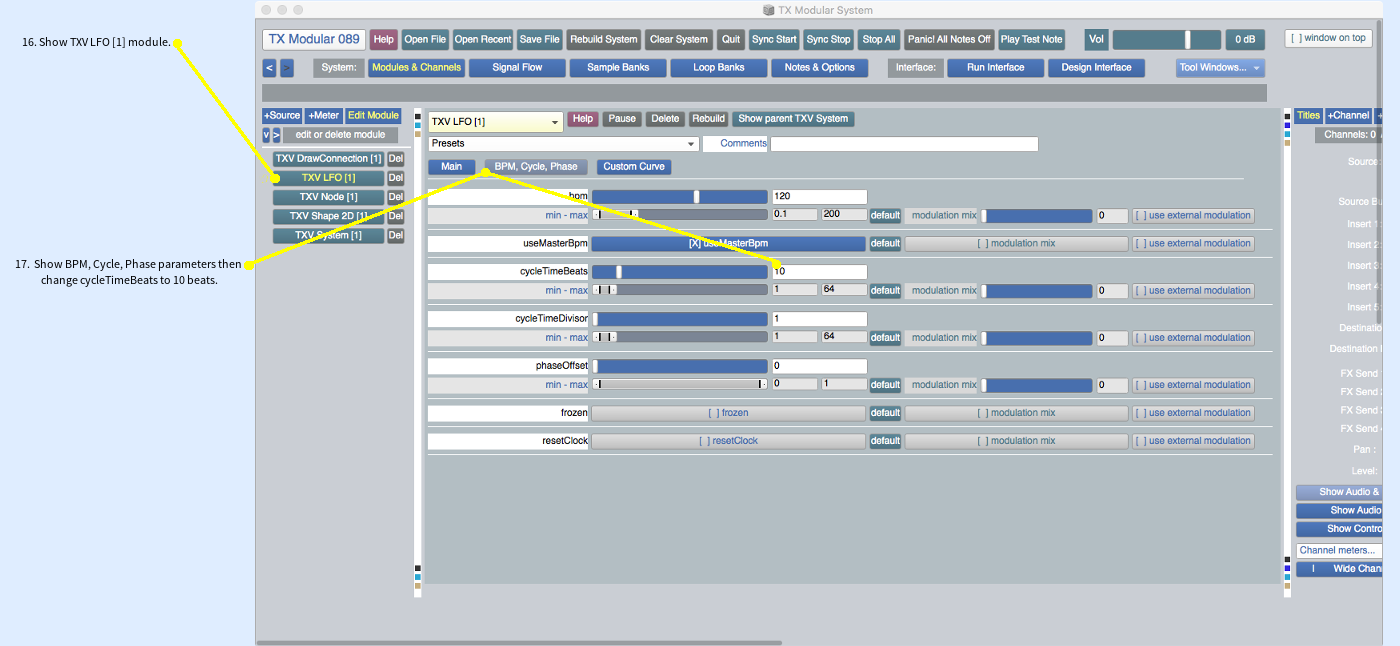 TX Modular System
16. Show TXV LFO [1] module.
TX Modular 089 Help Open File Open Recent Save File Rebuild System Clear System Quit Sync Start Sync Stop Stop All Panic! All Notes Off Play Test Note Vol 0 dB [ ] window on top
< > System: Modules & Channels Signal Flow Sample Banks Loop Banks Notes & Options Interface: Run Interface Design Interface Tool Windows...
+Source +Meter Edit Module
v > edit or delete module
TXV DrawConnection [1] Del
TXV LFO [1] Del
TXV Node [1] Del
TXV Shape 2D [1] Del
TXV System [1] Del
17. Show BPM, Cycle, Phase parameters then
change cycleTimeBeats to 10 beats.
TXV LFO [1] Help Pause Delete Rebuild Show parent TXV System
Presets Comments
Main BPM, Cycle, Phase Custom Curve
bpm 120
min - max 0.1 200 default modulation mix 0 [ ] use external modulation
useMasterBpm [X] useMasterBpm default [ ] modulation mix [ ] use external modulation
cycleTimeBeats 10
min - max 1 64 default modulation mix 0 [ ] use external modulation
cycleTimeDivisor 1
min - max 1 64 default modulation mix 0 [ ] use external modulation
phaseOffset 0
min - max 0 1 default modulation mix 0 [ ] use external modulation
frozen [ ] frozen default [ ] modulation mix [ ] use external modulation
resetClock [ ] resetClock default [ ] modulation mix [ ] use external modulation
Titles +Channel +
Channels: 0
Source:
Source Bu
Insert 1
Insert 2
Insert 3
Insert 4
Insert 5
Destinatio
Destination
FX Send
FX Send
FX Send
FX Send
Pan :
Level:
Show Audio &
Show Audio
Show Contro
Channel meters...
I Wide Chan